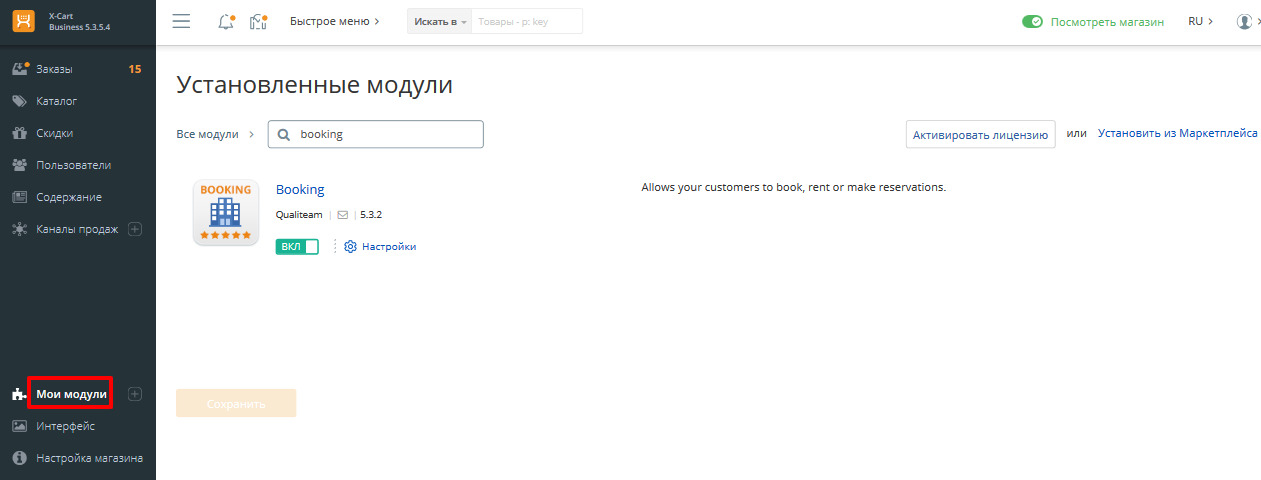 X-Cart
Business 5.3.5.4
Быстрое меню
Искать в
Товары - р: key
Посмотреть магазин
RU
Заказы 15
Каталог
Скидки
Пользователи
Содержание
Каналы продаж
Мои модули
Интерфейс
Настройка магазина
Установленные модули
Все модули
booking
Активировать лицензию
или
Установить из Маркетплейса
BOOKING
Booking
Qualiteam
5.3.2
ВКЛ
Настройки
Allows your customers to book, rent or make reservations.
Сохранить